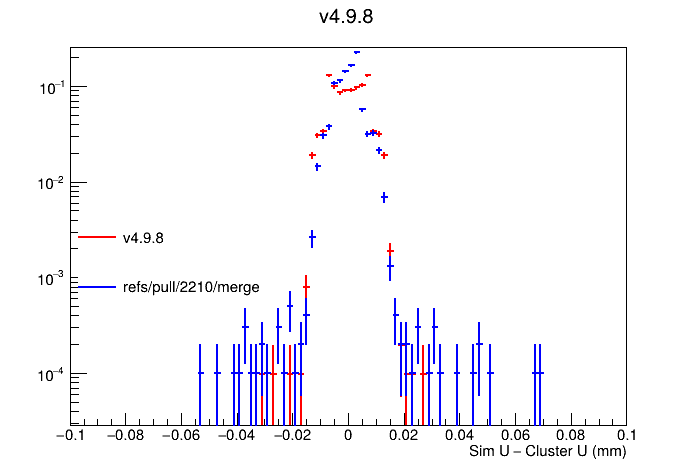 v4.9.8
10⁻¹
10⁻²
v4.9.8
10⁻³
refs/pull/2210/merge
10⁻⁴
−0.1 −0.08 −0.06 −0.04 −0.02 0 0.02 0.04 0.06 0.08 0.1
Sim U − Cluster U (mm)